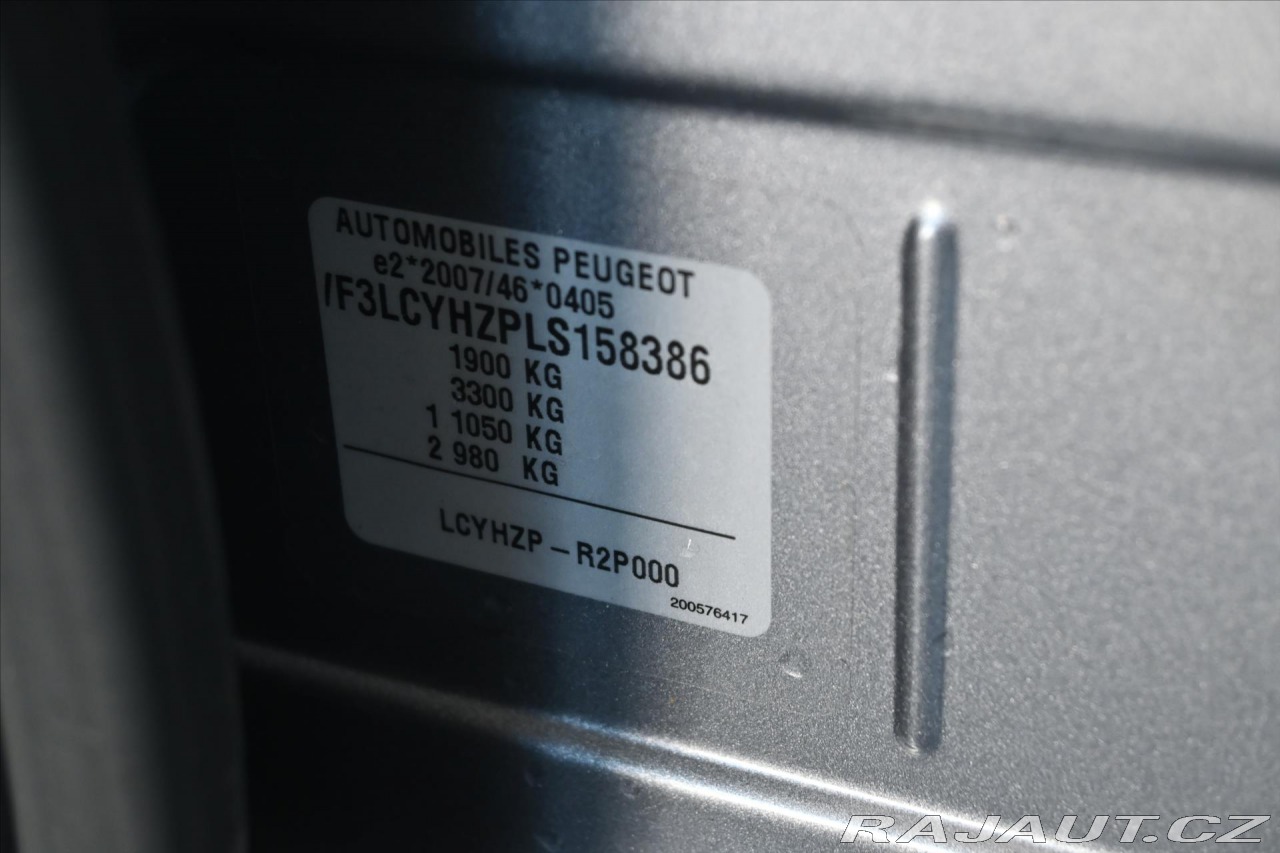 AUTOMOBILES PEUGEOT
e2*2007/46*0405
VF3LCYHZPLS158386
1900 KG
3300 KG
1 1050 KG
2 980 KG
LCYHZP - R2P000
200576417
RAJAUT.CZ